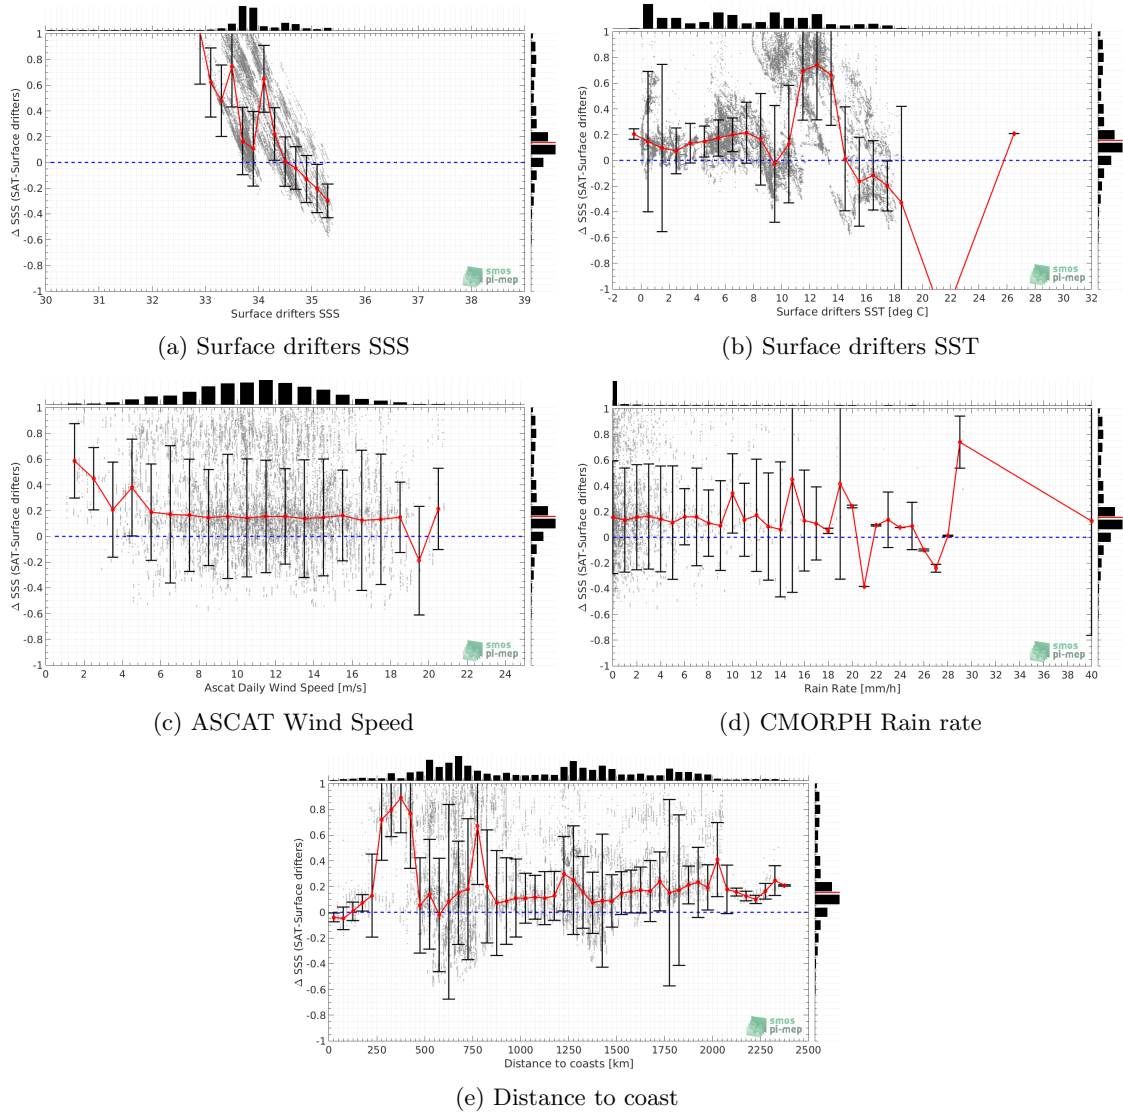 1
0.8
0.6
0.4
0.2
0
-0.2
-0.4
-0.6
-0.8
-1
Δ SSS (SAT-Surface drifters)
30 31 32 33 34 35 36 37 38 39
Surface drifters SSS
smos
pi-mep
(a) Surface drifters SSS
1
0.8
0.6
0.4
0.2
0
-0.2
-0.4
-0.6
-0.8
-1
Δ SSS (SAT-Surface drifters)
-2 0 2 4 6 8 10 12 14 16 18 20 22 24 26 28 30 32
Surface drifters SST [deg C]
smos
pi-mep
(b) Surface drifters SST
1
0.8
0.6
0.4
0.2
0
-0.2
-0.4
-0.6
-0.8
-1
Δ SSS (SAT-Surface drifters)
0 2 4 6 8 10 12 14 16 18 20 22 24
Ascat Daily Wind Speed [m/s]
smos
pi-mep
(c) ASCAT Wind Speed
1
0.8
0.6
0.4
0.2
0
-0.2
-0.4
-0.6
-0.8
-1
Δ SSS (SAT-Surface drifters)
0 2 4 6 8 10 12 14 16 18 20 22 24 26 28 30 32 34 36 38 40
Rain Rate [mm/h]
smos
pi-mep
(d) CMORPH Rain rate
1
0.8
0.6
0.4
0.2
0
-0.2
-0.4
-0.6
-0.8
-1
Δ SSS (SAT-Surface drifters)
0 250 500 750 1000 1250 1500 1750 2000 2250 2500
Distance to coasts [km]
smos
pi-mep
(e) Distance to coast